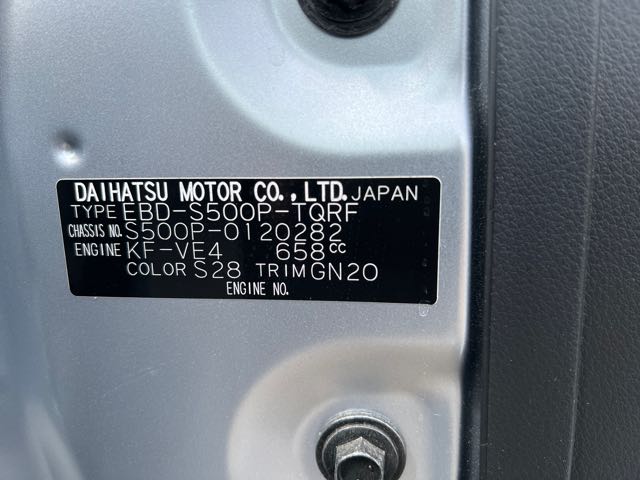 DAIHATSU MOTOR CO., LTD. JAPAN
TYPE EBD-S500P-TQRF
CHASSIS NO. S500P-0120282
ENGINE KF-VE4 658cc
COLOR S28 TRIM GN20
ENGINE NO.